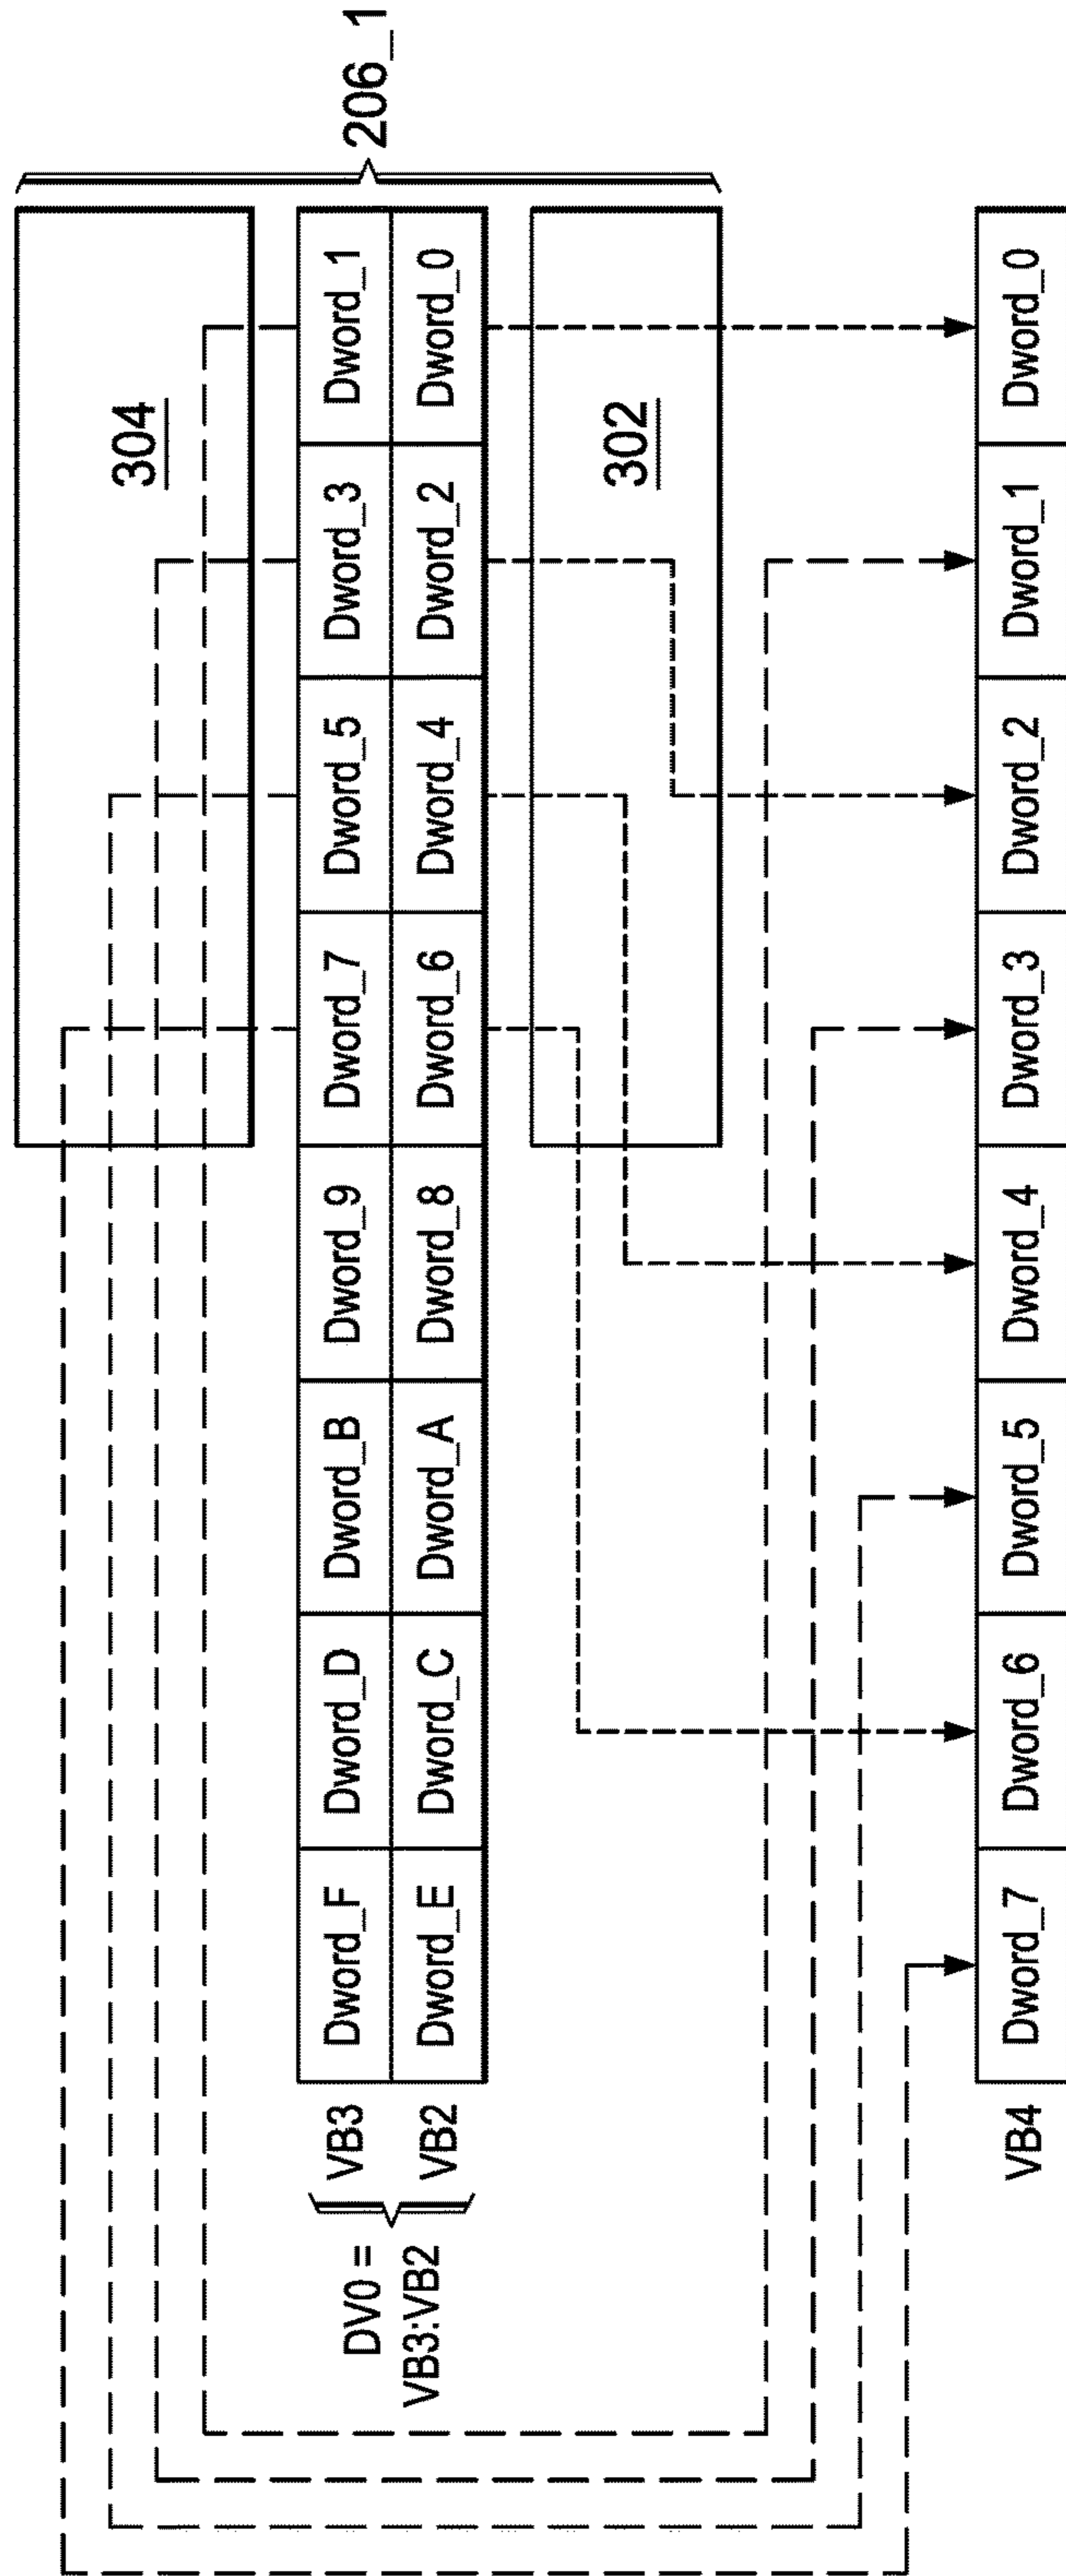 206_1
304
DV0 =
VB3:VB2
VB3 Dword_F Dword_D Dword_B Dword_9 Dword_7 Dword_5 Dword_3 Dword_1
VB2 Dword_E Dword_C Dword_A Dword_8 Dword_6 Dword_4 Dword_2 Dword_0
302
VB4 Dword_7 Dword_6 Dword_5 Dword_4 Dword_3 Dword_2 Dword_1 Dword_0